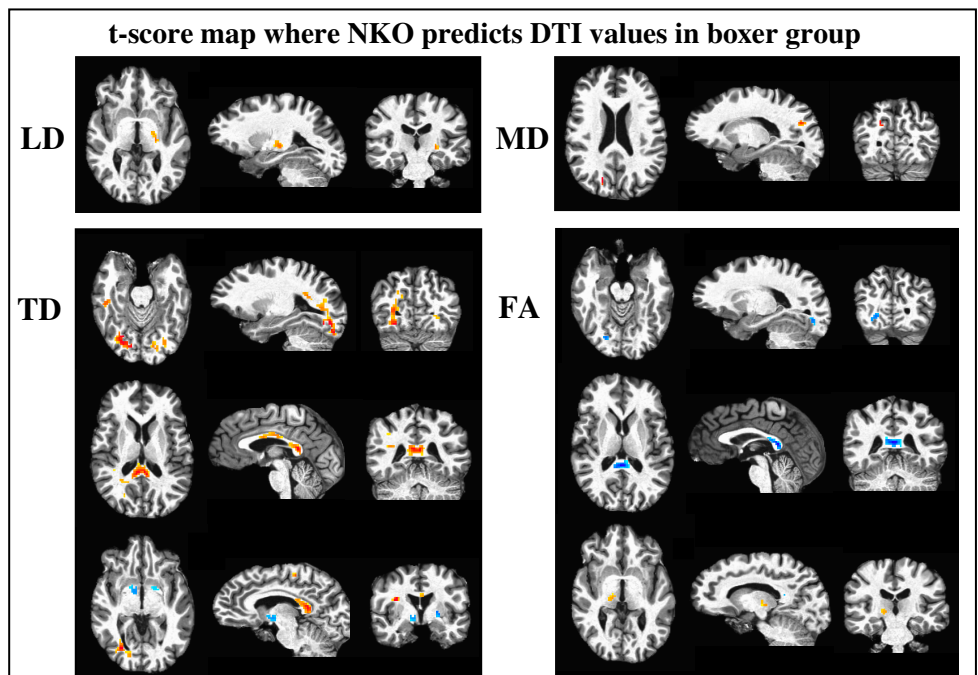 t-score map where NKO predicts DTI values in boxer group
LD
MD
TD
FA